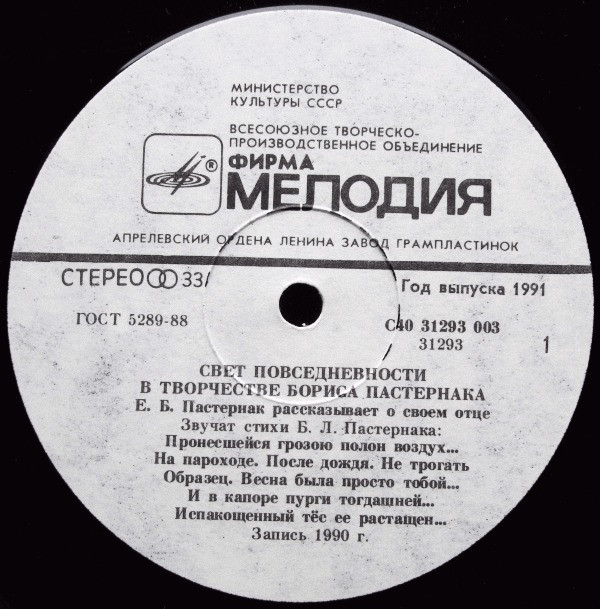 МИНИСТЕРСТВО
КУЛЬТУРЫ СССР
ВСЕСОЮЗНОЕ ТВОРЧЕСКО-
ПРОИЗВОДСТВЕННОЕ ОБЪЕДИНЕНИЕ
ФИРМА
®
МЕЛОДИЯ
АПРЕЛЕВСКИЙ ОРДЕНА ЛЕНИНА ЗАВОД ГРАМПЛАСТИНОК
СТЕРЕО 33
Год выпуска 1991
ГОСТ 5289-88
С40 31293 003
31293
1
СВЕТ ПОВСЕДНЕВНОСТИ
В ТВОРЧЕСТВЕ БОРИСА ПАСТЕРНАКА
Е. Б. Пастернак рассказывает о своем отце
Звучат стихи Б. Л. Пастернака:
Пронесшейся грозою полон воздух...
На пароходе. После дождя. Не трогать
Образец. Весна была просто тобой...
И в капоре пурги тогдашней...
Испакощенный тёс ее растащен...
Запись 1990 г.